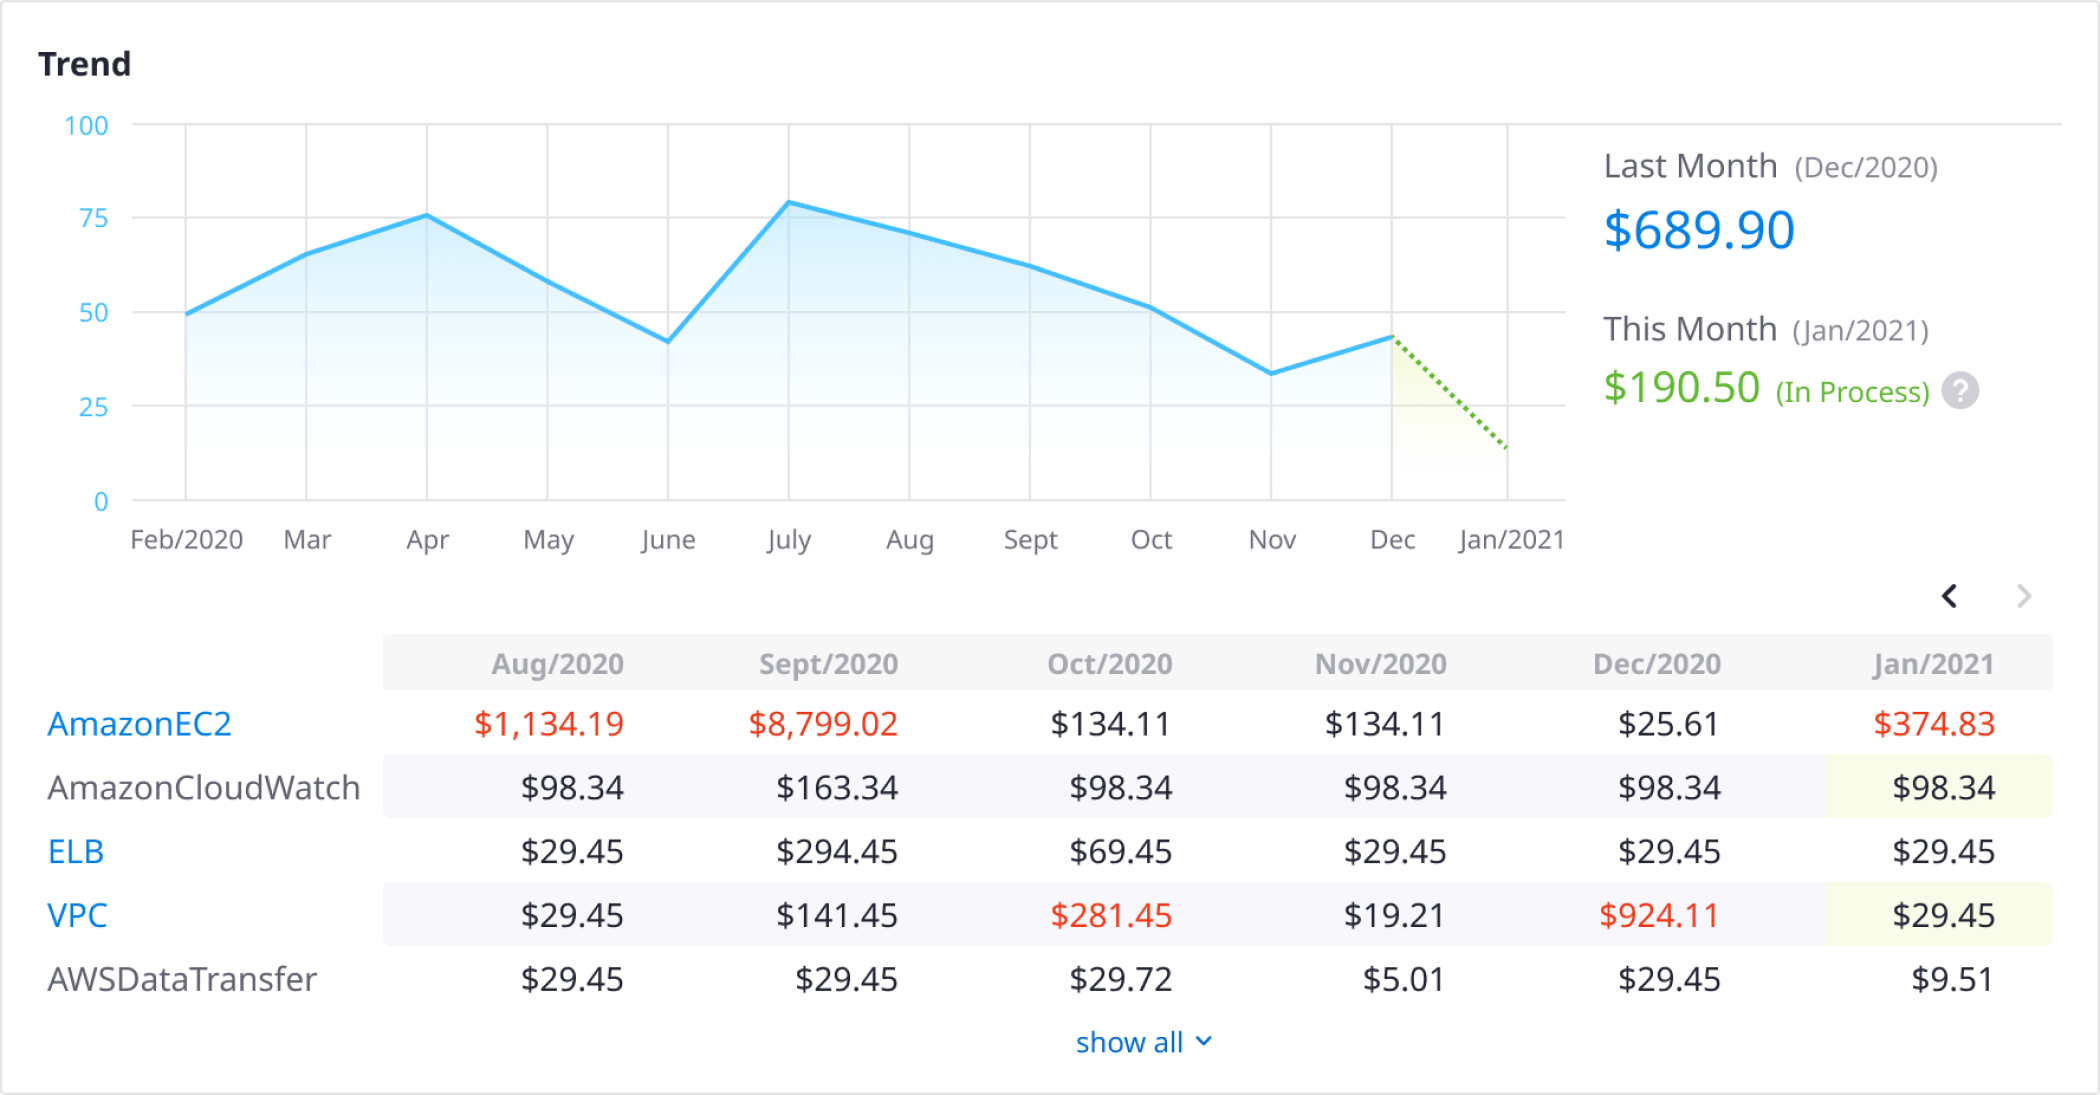 Trend
100
75
50
25
0
Feb/2020 Mar Apr May June July Aug Sept Oct Nov Dec Jan/2021
Last Month (Dec/2020)
$689.90
This Month (Jan/2021)
$190.50 (In Process) ?
Aug/2020 Sept/2020 Oct/2020 Nov/2020 Dec/2020 Jan/2021
AmazonEC2 $1,134.19 $8,799.02 $134.11 $134.11 $25.61 $374.83
AmazonCloudWatch $98.34 $163.34 $98.34 $98.34 $98.34 $98.34
ELB $29.45 $294.45 $69.45 $29.45 $29.45 $29.45
VPC $29.45 $141.45 $281.45 $19.21 $924.11 $29.45
AWSDataTransfer $29.45 $29.45 $29.72 $5.01 $29.45 $9.51
show all